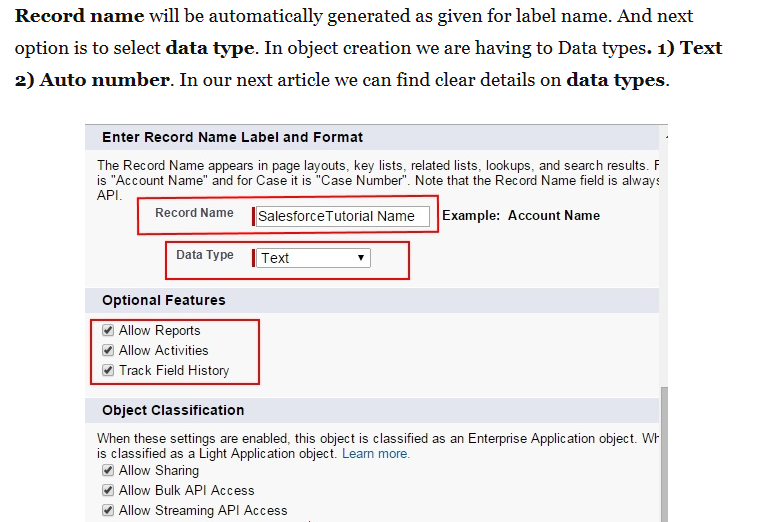 Record name will be automatically generated as given for label name. And next
option is to select data type. In object creation we are having to Data types. 1) Text
2) Auto number. In our next article we can find clear details on data types.
Enter Record Name Label and Format
The Record Name appears in page layouts, key lists, related lists, lookups, and search results. F
is "Account Name" and for Case it is "Case Number". Note that the Record Name field is always
API.
Record Name SalesforceTutorial Name Example: Account Name
Data Type Text
Optional Features
Allow Reports
Allow Activities
Track Field History
Object Classification
When these settings are enabled, this object is classified as an Enterprise Application object. Wh
is classified as a Light Application object. Learn more.
Allow Sharing
Allow Bulk API Access
Allow Streaming API Access